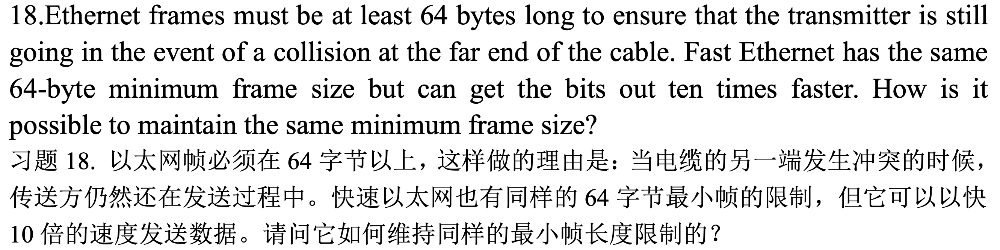 18.Ethernet frames must be at least 64 bytes long to ensure that the transmitter is still
going in the event of a collision at the far end of the cable. Fast Ethernet has the same
64-byte minimum frame size but can get the bits out ten times faster. How is it
possible to maintain the same minimum frame size?
习题 18. 以太网帧必须在 64 字节以上，这样做的理由是：当电缆的另一端发生冲突的时候，
传送方仍然还在发送过程中。快速以太网也有同样的 64 字节最小帧的限制，但它可以以快
10 倍的速度发送数据。请问它如何维持同样的最小帧长度限制的？